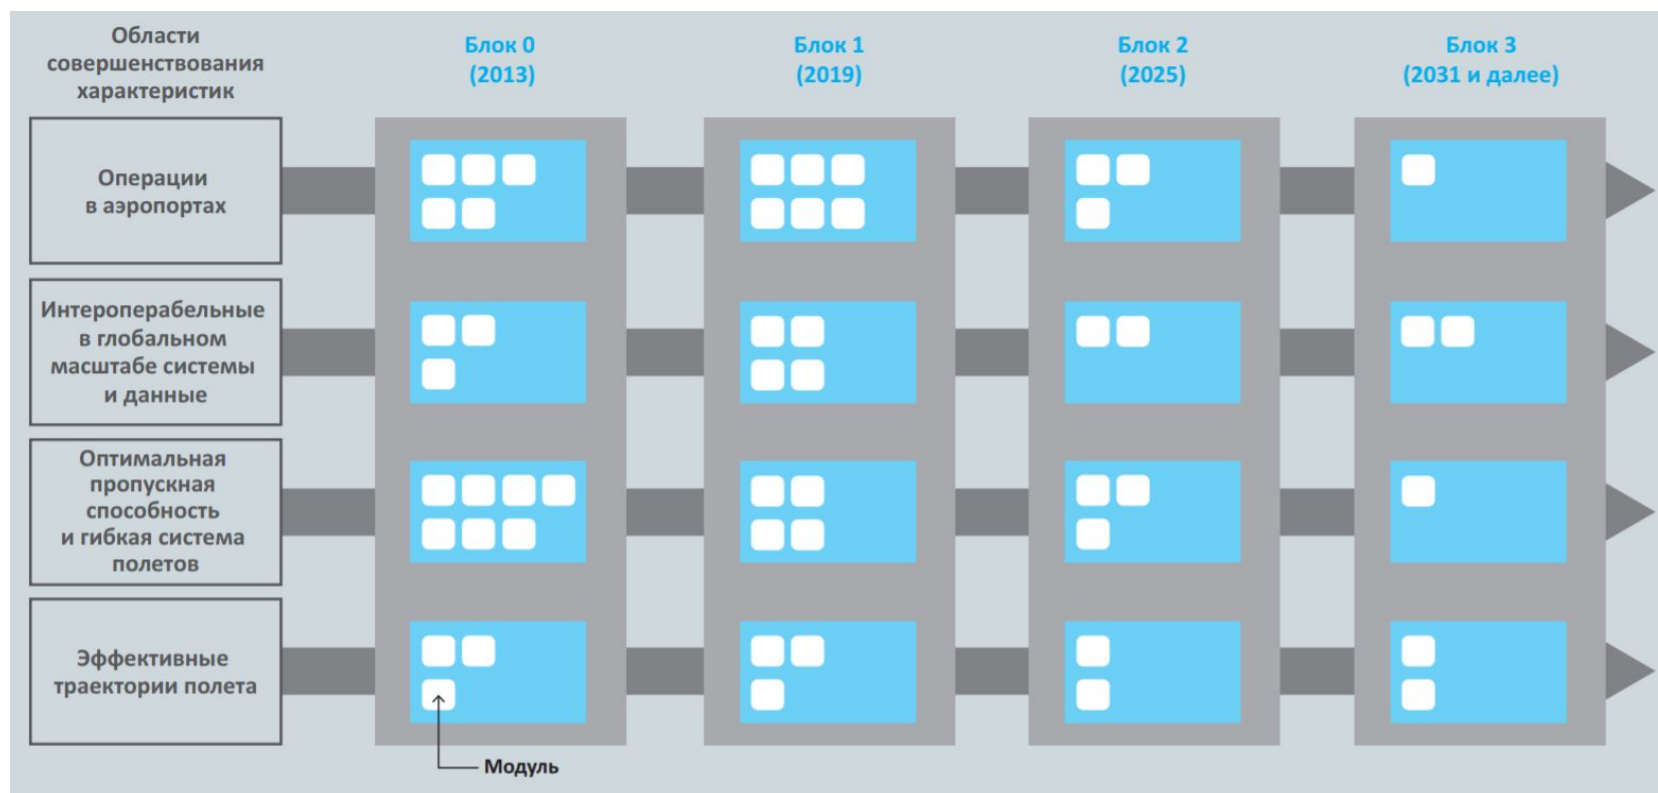 Области
совершенствования
характеристик
Блок 0
(2013)
Блок 1
(2019)
Блок 2
(2025)
Блок 3
(2031 и далее)
Операции
в аэропортах
Интероперабельные
в глобальном
масштабе системы
и данные
Оптимальная
пропускная
способность
и гибкая система
полетов
Эффективные
траектории полета
Модуль